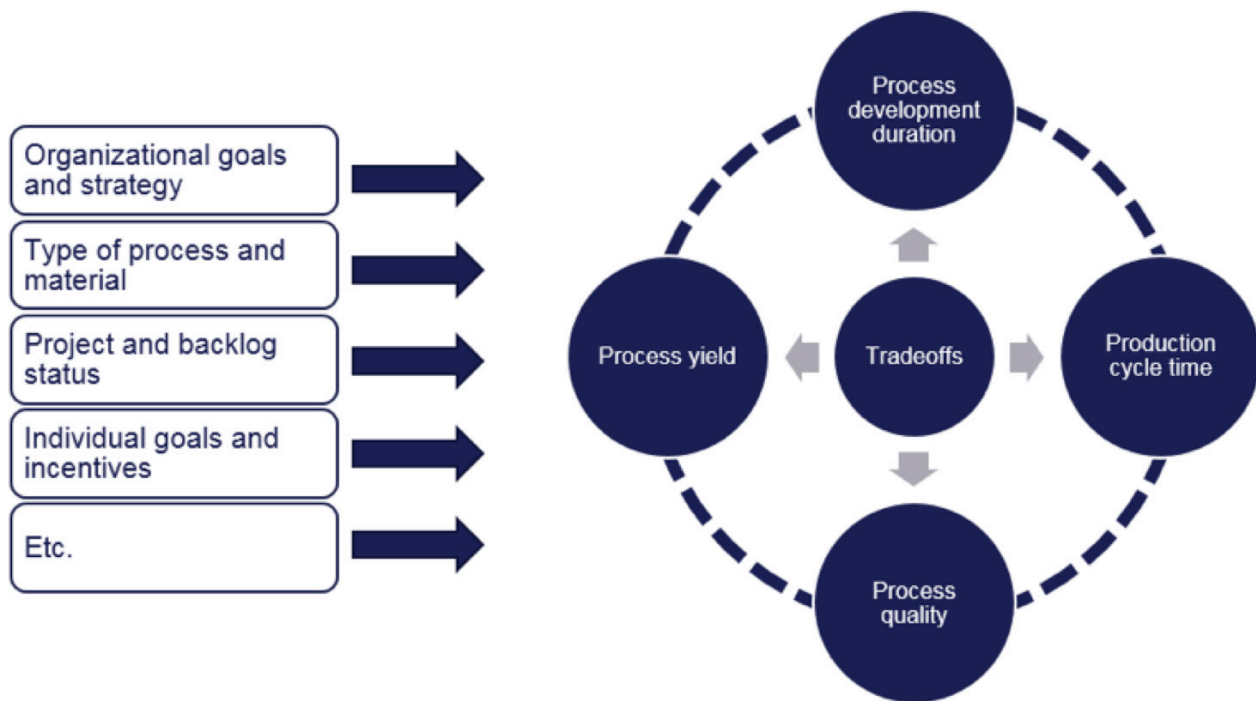 Organizational goals
and strategy
Type of process and
material
Project and backlog
status
Individual goals and
incentives
Etc.
Process
development
duration
Process yield
Tradeoffs
Production
cycle time
Process
quality